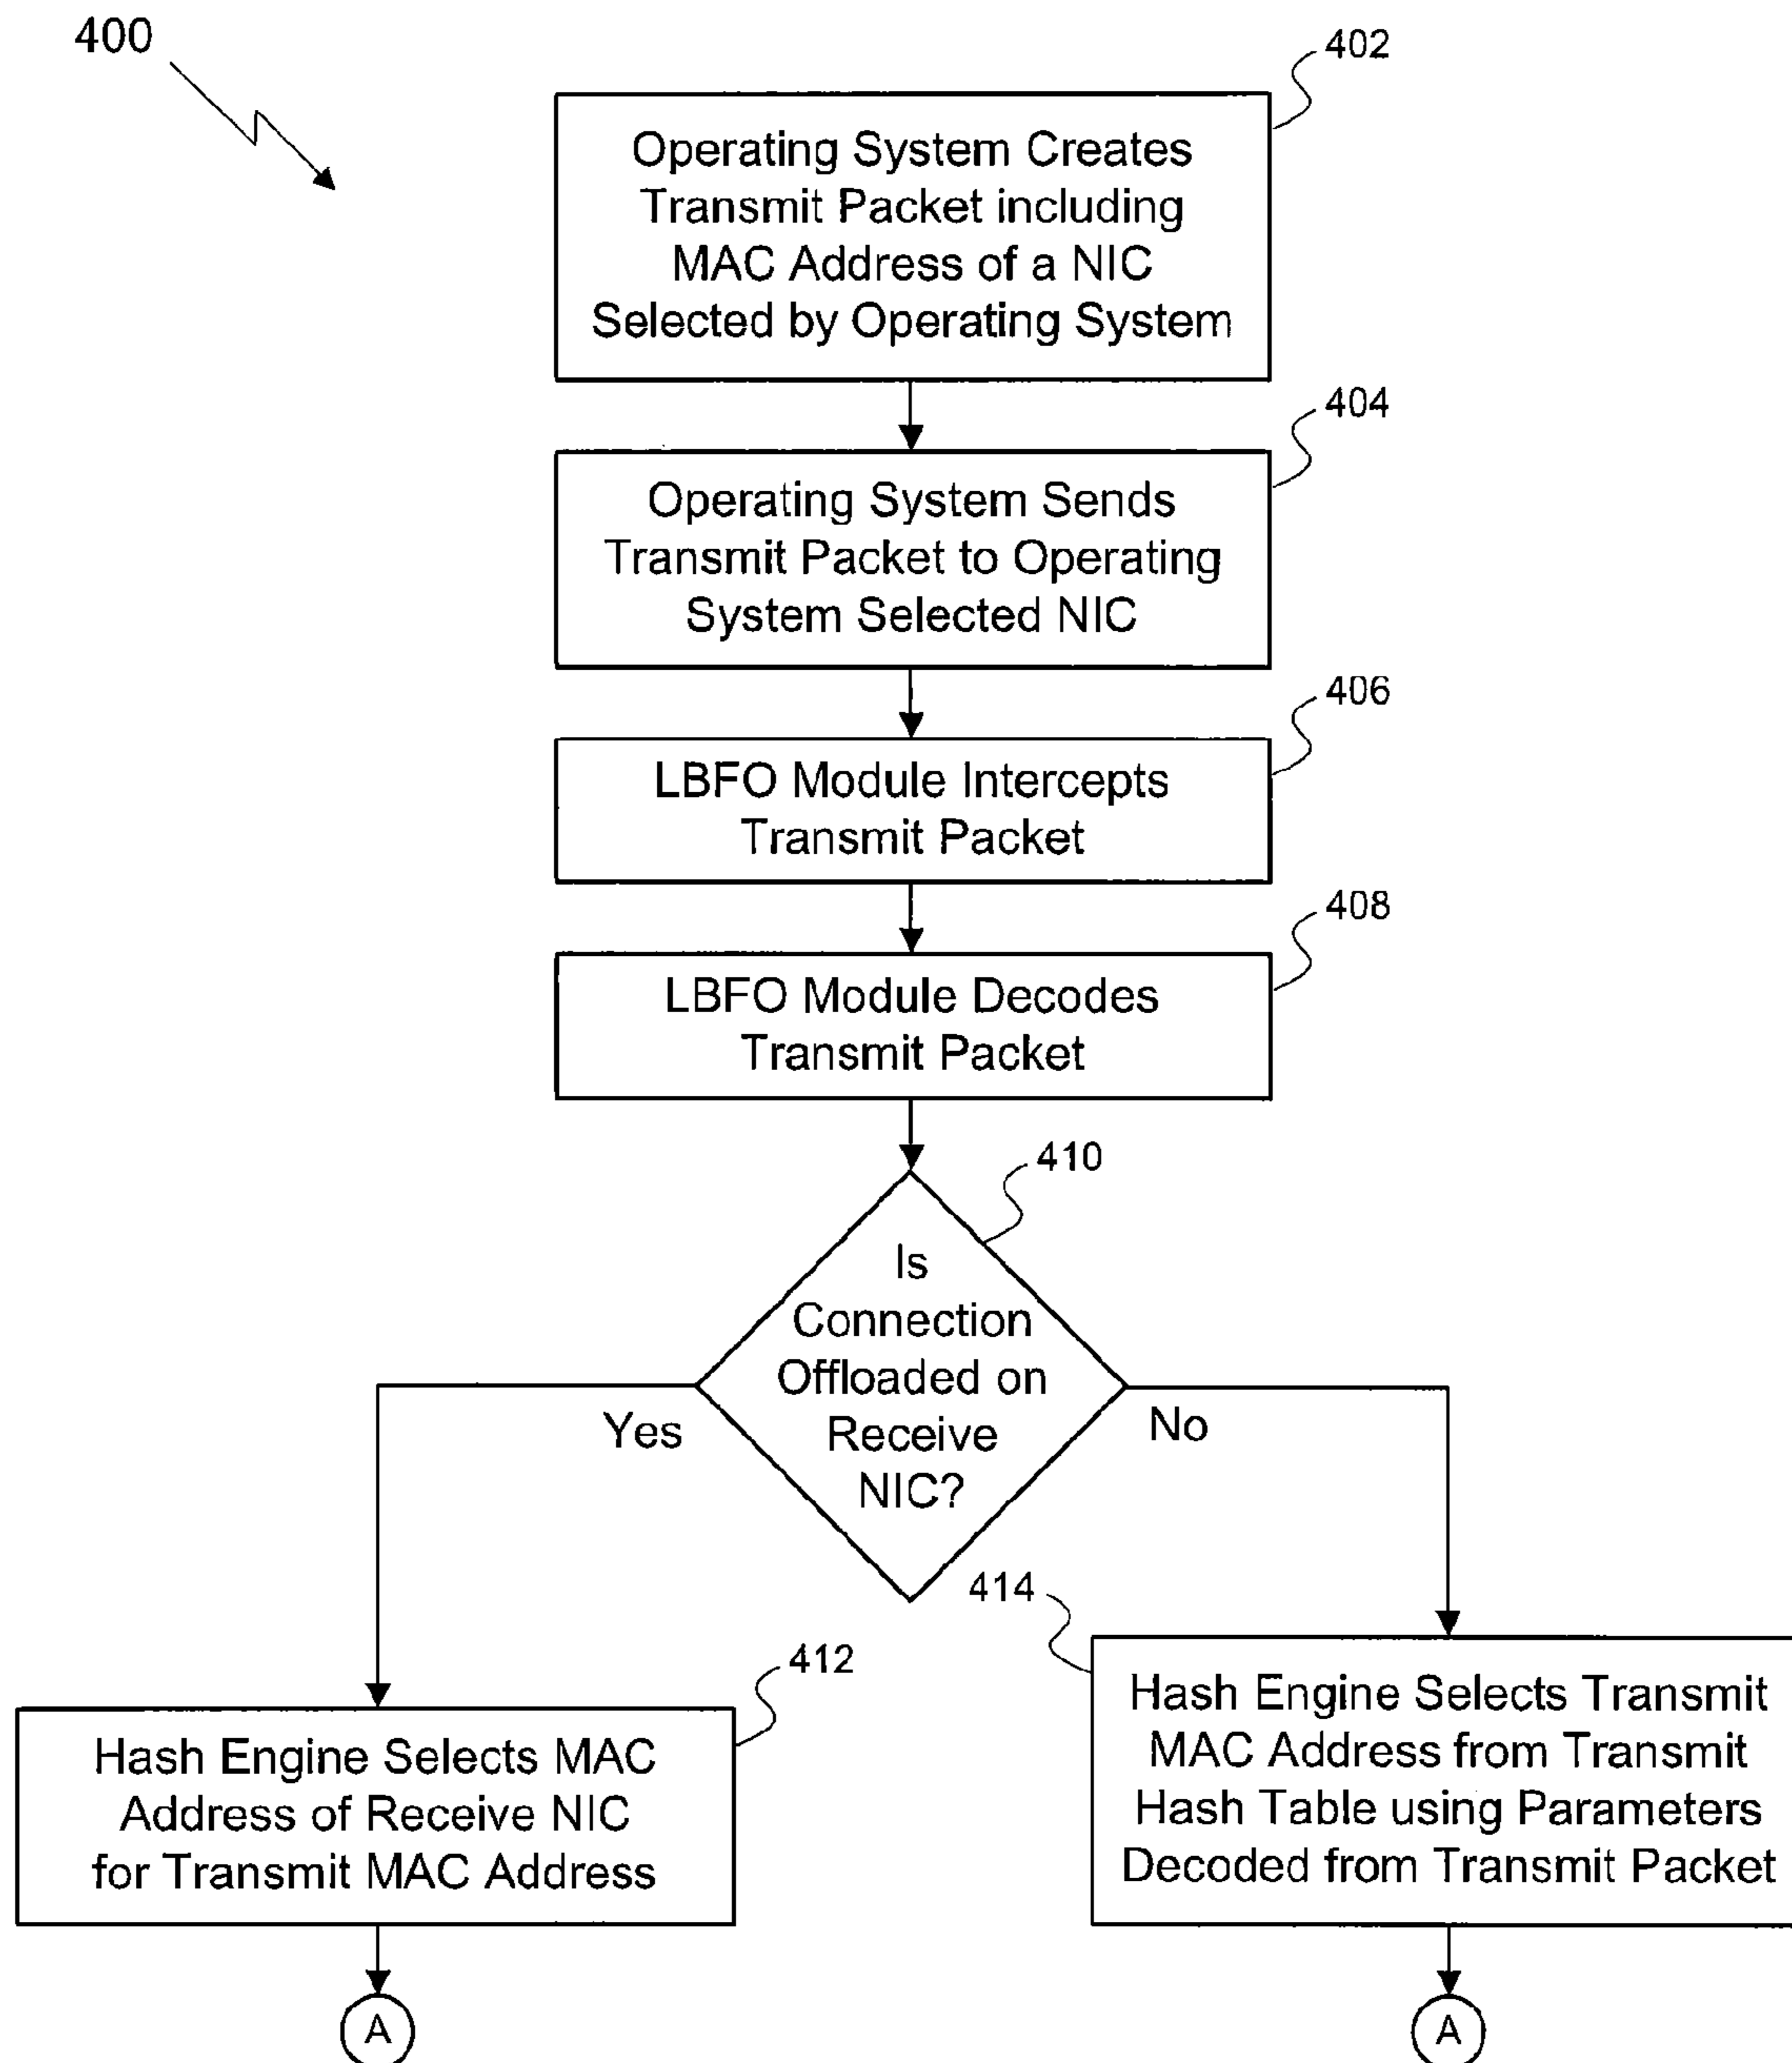 400
402
Operating System Creates
Transmit Packet including
MAC Address of a NIC
Selected by Operating System
404
Operating System Sends
Transmit Packet to Operating
System Selected NIC
406
LBFO Module Intercepts
Transmit Packet
408
LBFO Module Decodes
Transmit Packet
410
Is
Connection
Offloaded on
Receive
NIC?
Yes
No
412
Hash Engine Selects MAC
Address of Receive NIC
for Transmit MAC Address
414
Hash Engine Selects Transmit
MAC Address from Transmit
Hash Table using Parameters
Decoded from Transmit Packet
A
A